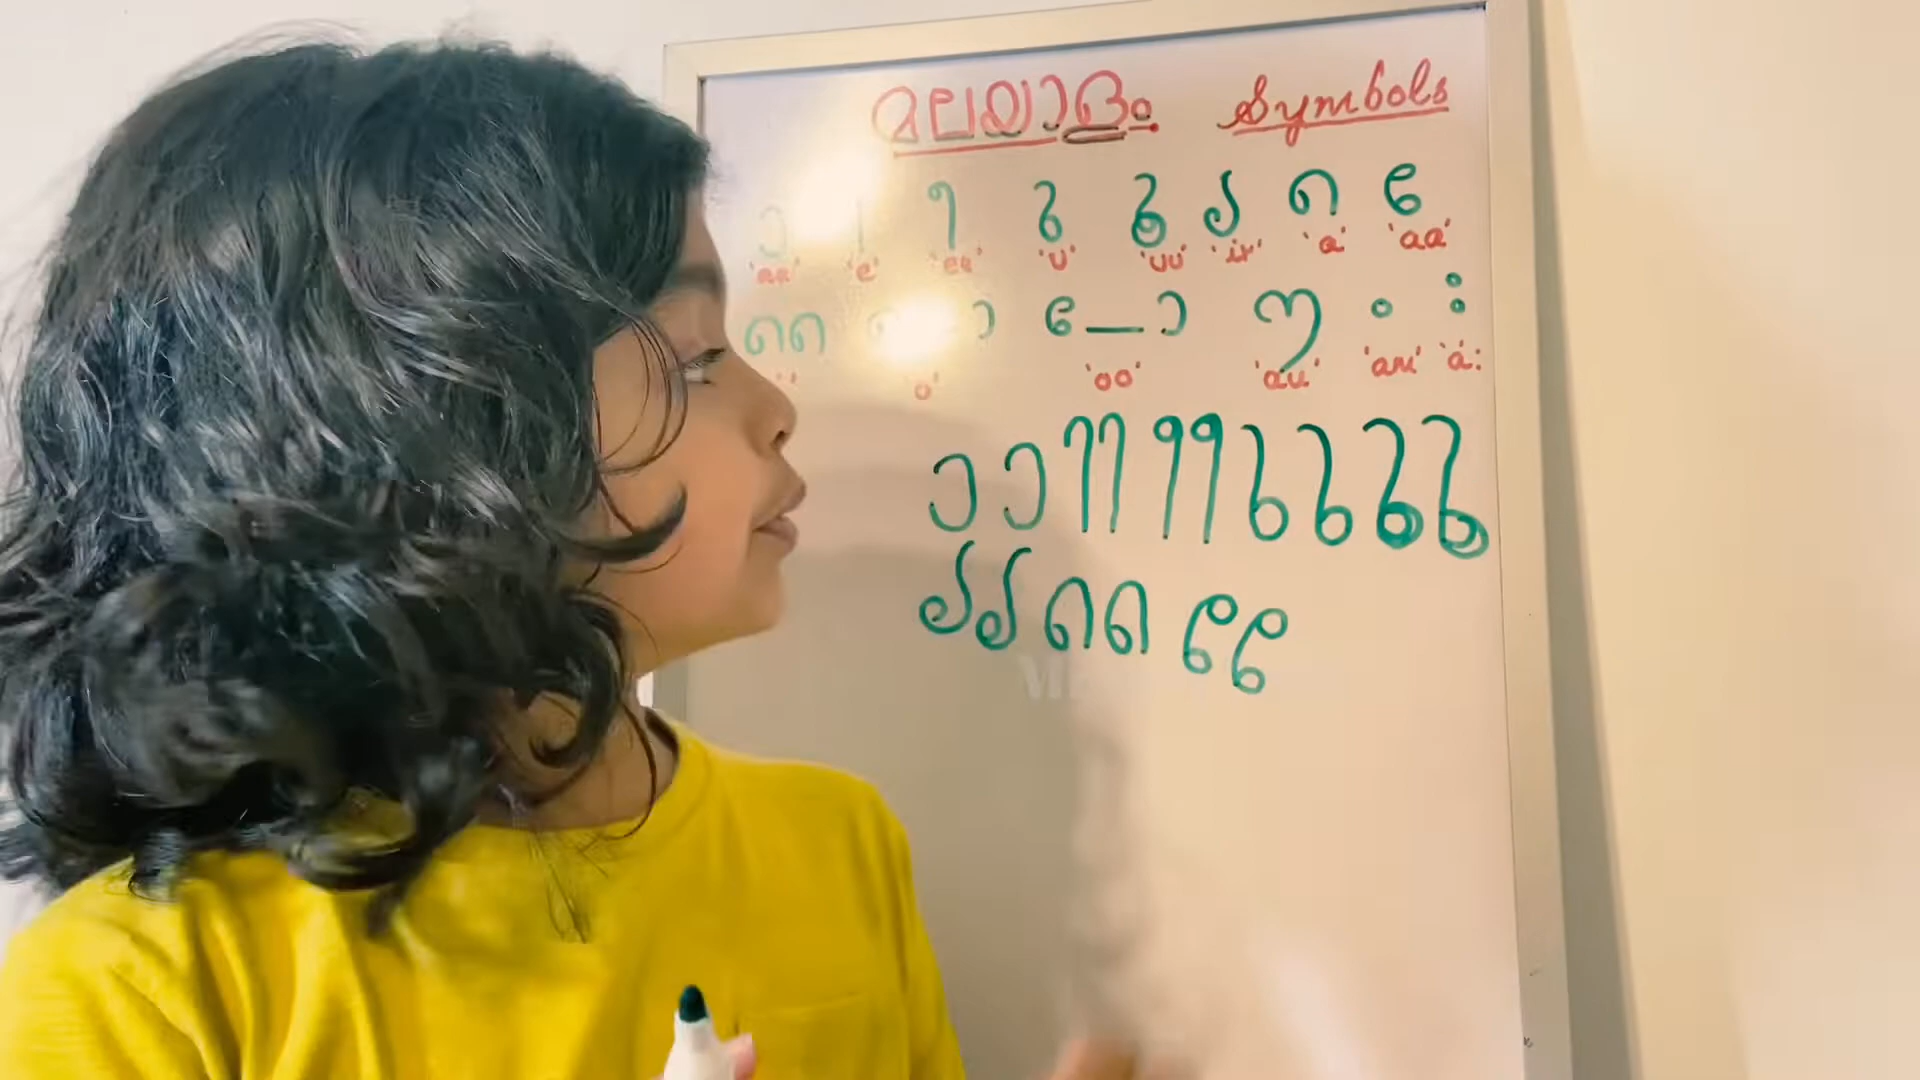 മലയാളം Symbols
ാ ി ീ ു ൂ ൃ െ േ
'aa' 'e' 'ee' 'u' 'uu' 'ir' 'a' 'aa'
െെ ൊ േ—ാ ൗ ം ഃ
'o' 'oo' 'au' 'am' 'a:'
ാ ാ ി ി ീ ീ ു ു ൂ ൂ
ൃ ൃ െ െ േ േ